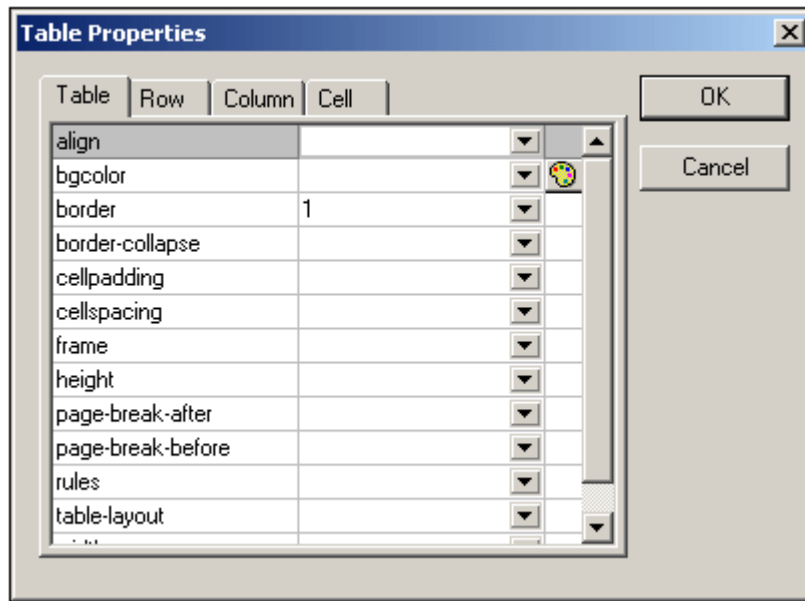 Table Properties
Table Row Column Cell
OK
Cancel
align
bgcolor
border 1
border-collapse
cellpadding
cellspacing
frame
height
page-break-after
page-break-before
rules
table-layout